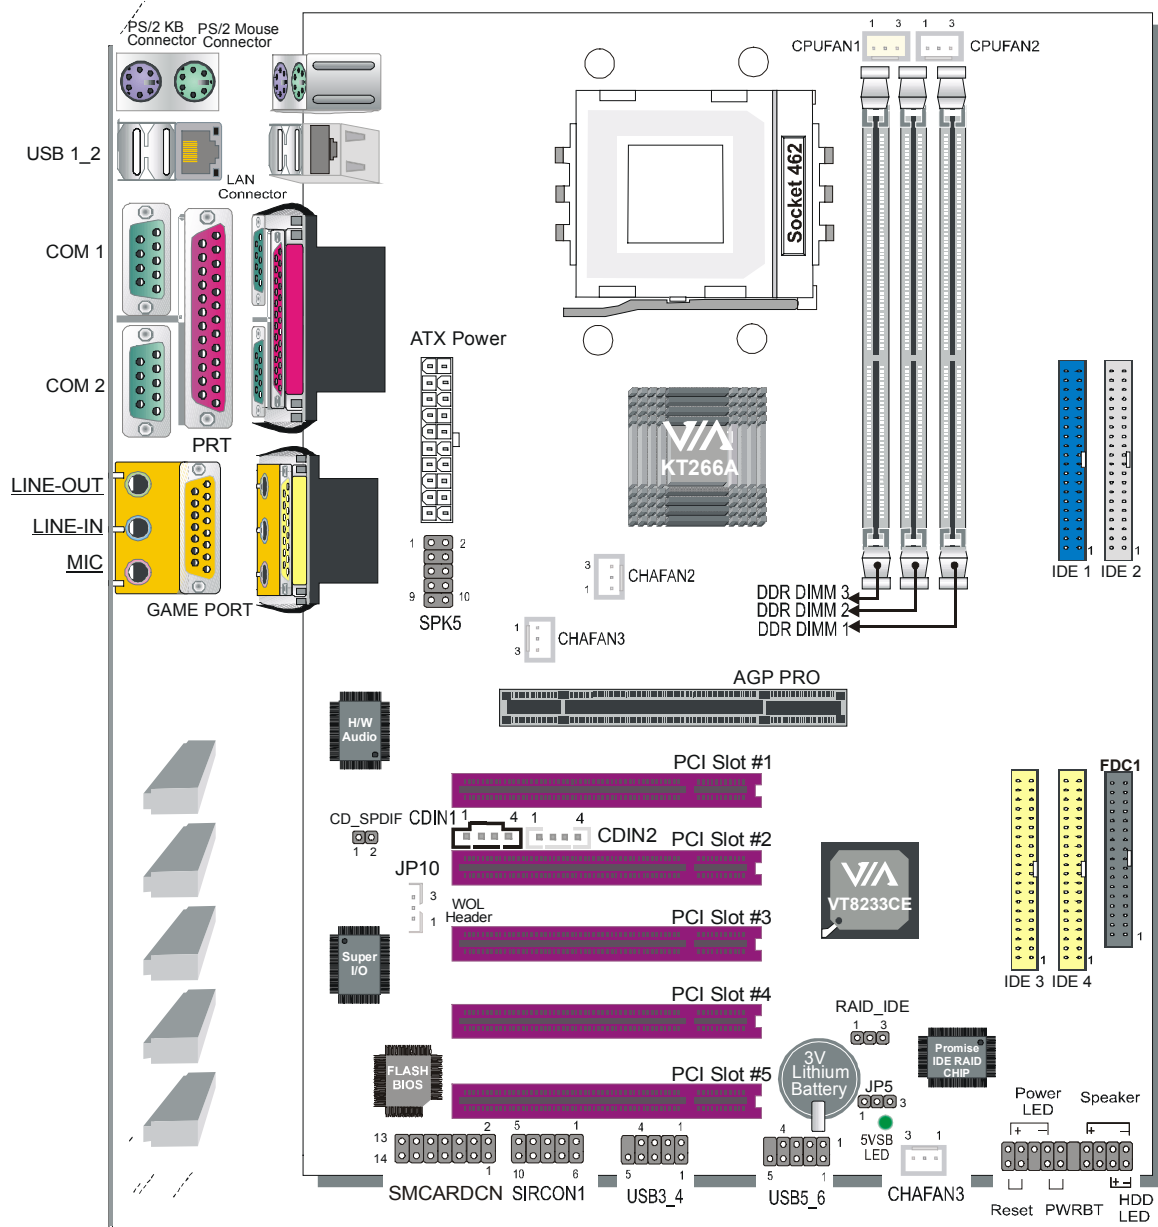 PS/2 KB
Connector
PS/2 Mouse
Connector
USB 1_2
LAN
Connector
COM 1
COM 2
PRT
LINE-OUT
LINE-IN
MIC
GAME PORT
1 3
CPUFAN1
1 3
CPUFAN2
Socket 462
ATX Power
VIA
KT266A
1 2
9 10
SPK5
3
1
CHAFAN2
1
3
CHAFAN3
DDR DIMM 3
DDR DIMM 2
DDR DIMM 1
1
IDE 1
1
IDE 2
AGP PRO
H/W
Audio
PCI Slot #1
CD_SPDIF
1 2
CDIN1
1 4
1 4
CDIN2
PCI Slot #2
JP10
3
1
WOL
Header
PCI Slot #3
VIA
VT8233CE
FDC1
1
1
IDE 3
1
IDE 4
Super
I/O
PCI Slot #4
RAID_IDE
1 3
Promise
IDE RAID
CHIP
FLASH
BIOS
3V
Lithium
Battery
PCI Slot #5
JP5
1 3
5VSB
LED
Power
LED
Speaker
+ −
+ −
13 2
14 1
SMCARDCN
5 1
10 6
SIRCON1
4 1
5 1
USB3_4
4 1
5 1
USB5_6
3 1
CHAFAN3
Reset
PWRBT
+ −
HDD
LED